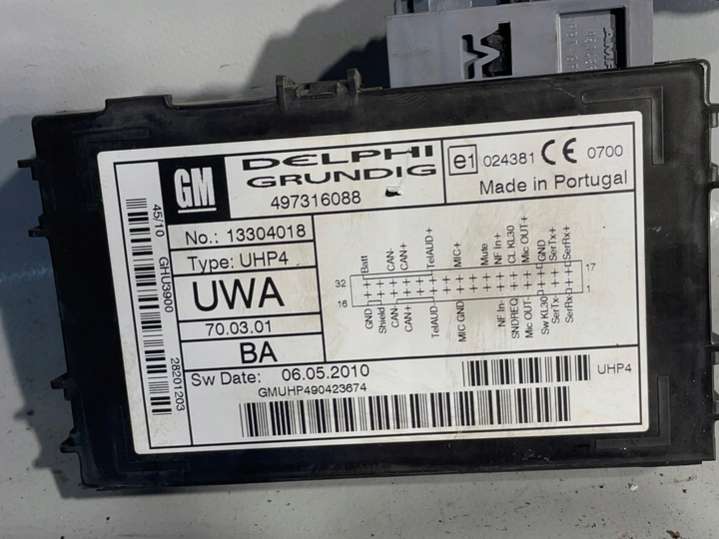 GM
DELPHI
GRUNDIG
497316088
e1 024381 CE 0700
Made in Portugal
No.: 13304018
Type: UHP4
UWA
70.03.01
BA
Sw Date: 06.05.2010
GMUHP490423674
UHP4
45/10 GHU3900 28201203
Batt
CAN-
CAN+
TelAUD+
MIC+
Mute
NF In+
CL KL30
Mic OUT+
GND
SerTx+
SerRx+
32
17
16
1
GND
Shield
CAN-
CAN+
TelAUD-
MIC GND
NF In-
SNDREQ
Mic OUT-
Sw KL30
SerTx-
SerRx-